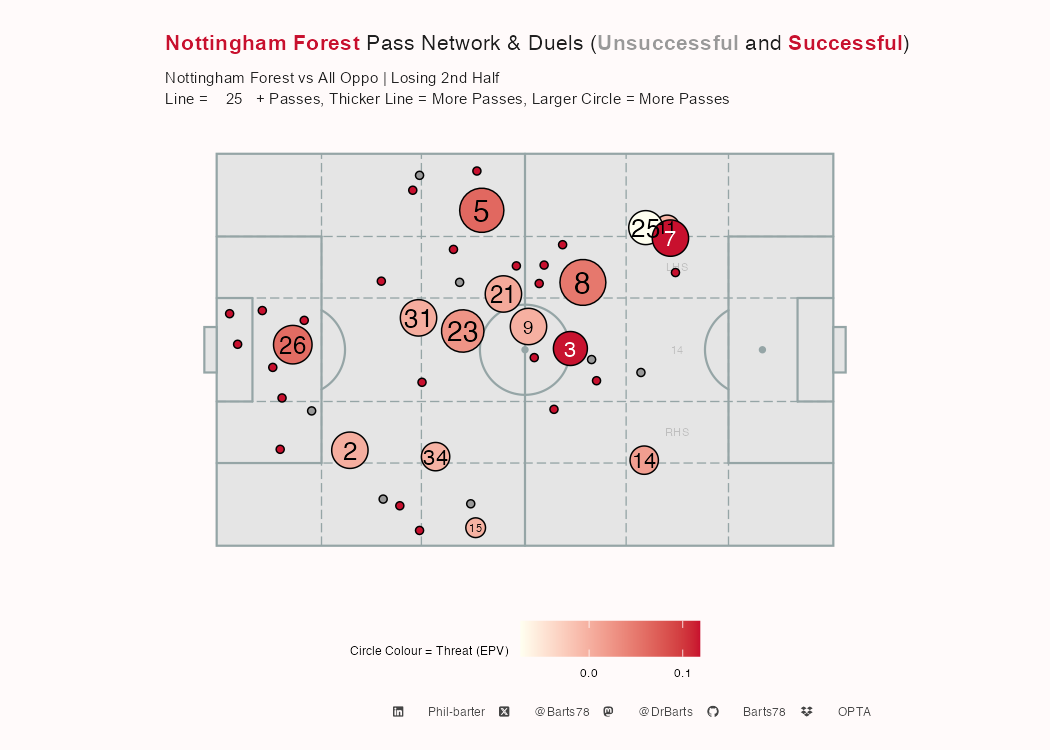 Nottingham Forest Pass Network & Duels (Unsuccessful and Successful)
Nottingham Forest vs All Oppo | Losing 2nd Half
Line = 25 + Passes, Thicker Line = More Passes, Larger Circle = More Passes
5
25
11
7
LHS
8
21
31
23
9
26
3
14
RHS
2
34
14
15
Circle Colour = Threat (EPV)
0.0 0.1
Phil-barter @Barts78 @DrBarts Barts78 OPTA